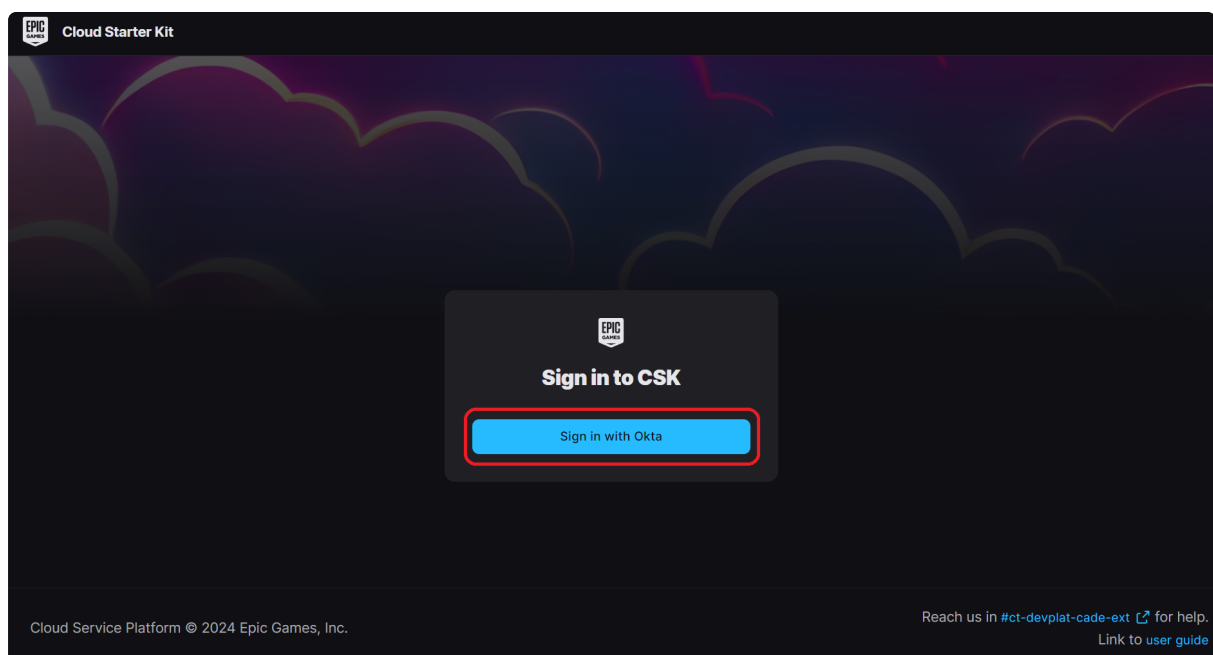 EPIC
GAMES
Cloud Starter Kit
EPIC
GAMES
Sign in to CSK
Sign in with Okta
Cloud Service Platform © 2024 Epic Games, Inc.
Reach us in #ct-devplat-cade-ext for help.
Link to user guide